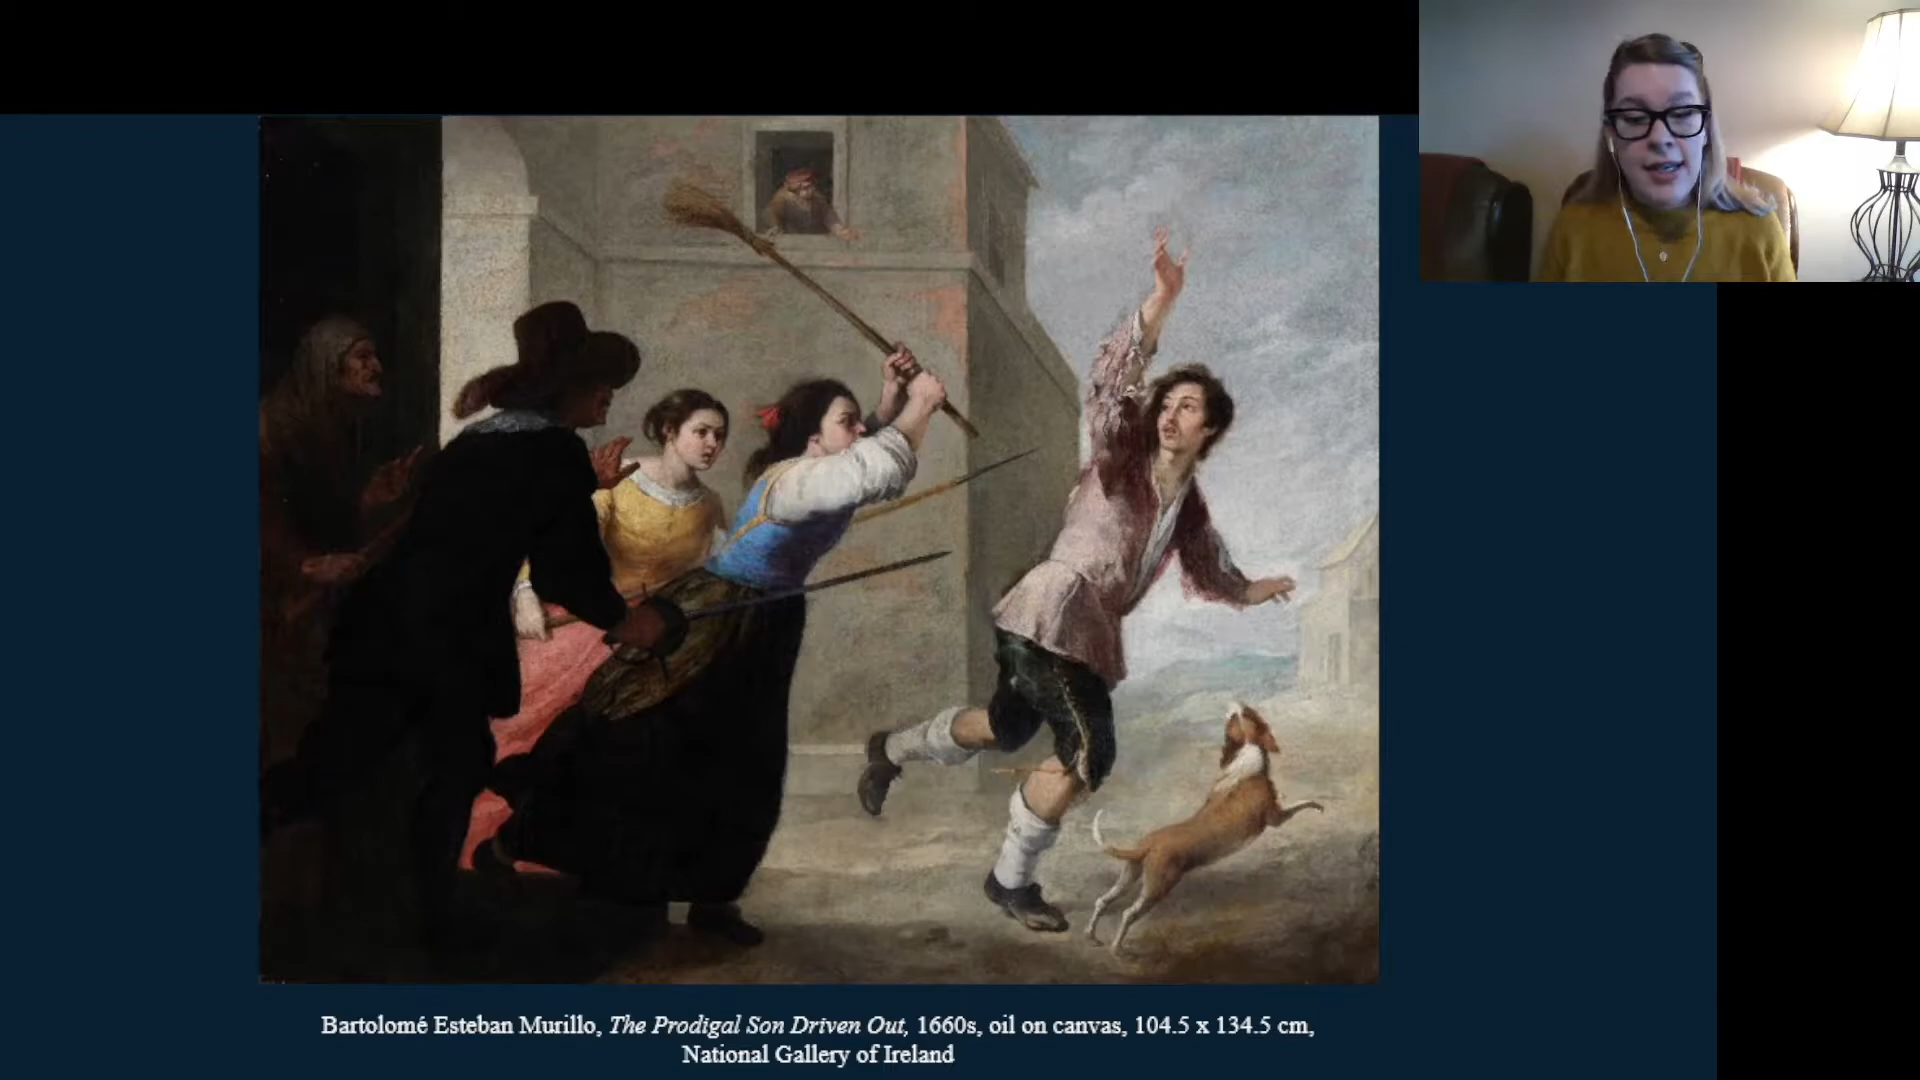 Bartolomé Esteban Murillo, The Prodigal Son Driven Out, 1660s, oil on canvas, 104.5 x 134.5 cm,
National Gallery of Ireland